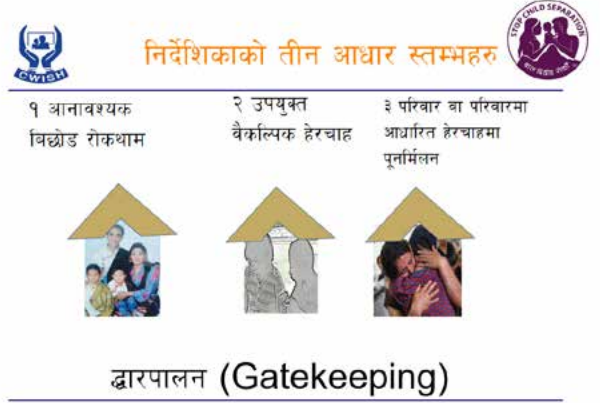 CWISH
निर्देशिकाको तीन आधार स्तम्भहरु
STOP CHILD SEPARATION
१ आनावश्यक
बिछोड रोकथाम
२ उपयुक्त
वैकल्पिक हेरचाह
३ परिवार वा परिवारमा
आधारित हेरचाहमा
पूनर्मिलन
द्वारपालन (Gatekeeping)